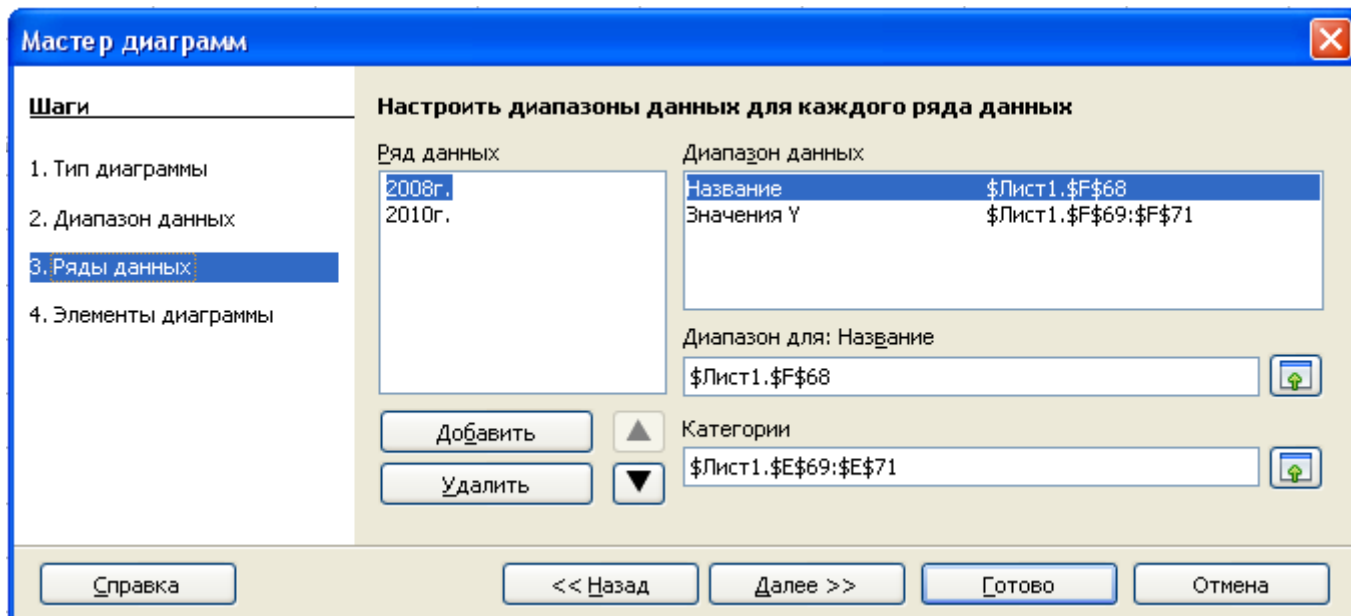 Мастер диаграмм
Шаги
1. Тип диаграммы
2. Диапазон данных
3. Ряды данных
4. Элементы диаграммы
Настроить диапазоны данных для каждого ряда данных
Ряд данных
2008г.
2010г.
Добавить
Удалить
Диапазон данных
Название $Лист1.$F$68
Значения Y $Лист1.$F$69:$F$71
Диапазон для: Название
$Лист1.$F$68
Категории
$Лист1.$E$69:$E$71
Справка
<< Назад
Далее >>
Готово
Отмена